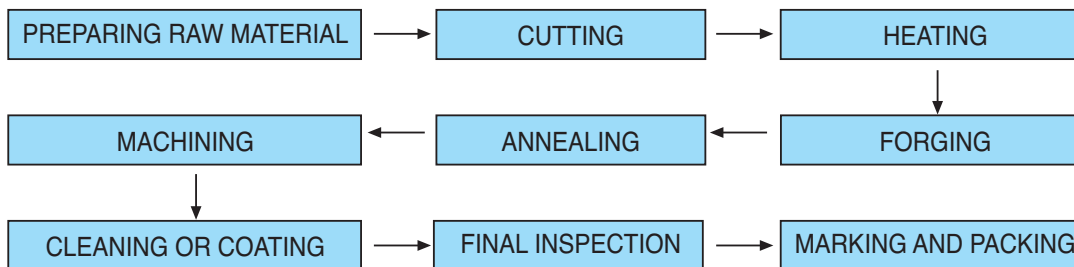 PREPARING RAW MATERIAL
CUTTING
HEATING
FORGING
ANNEALING
MACHINING
CLEANING OR COATING
FINAL INSPECTION
MARKING AND PACKING